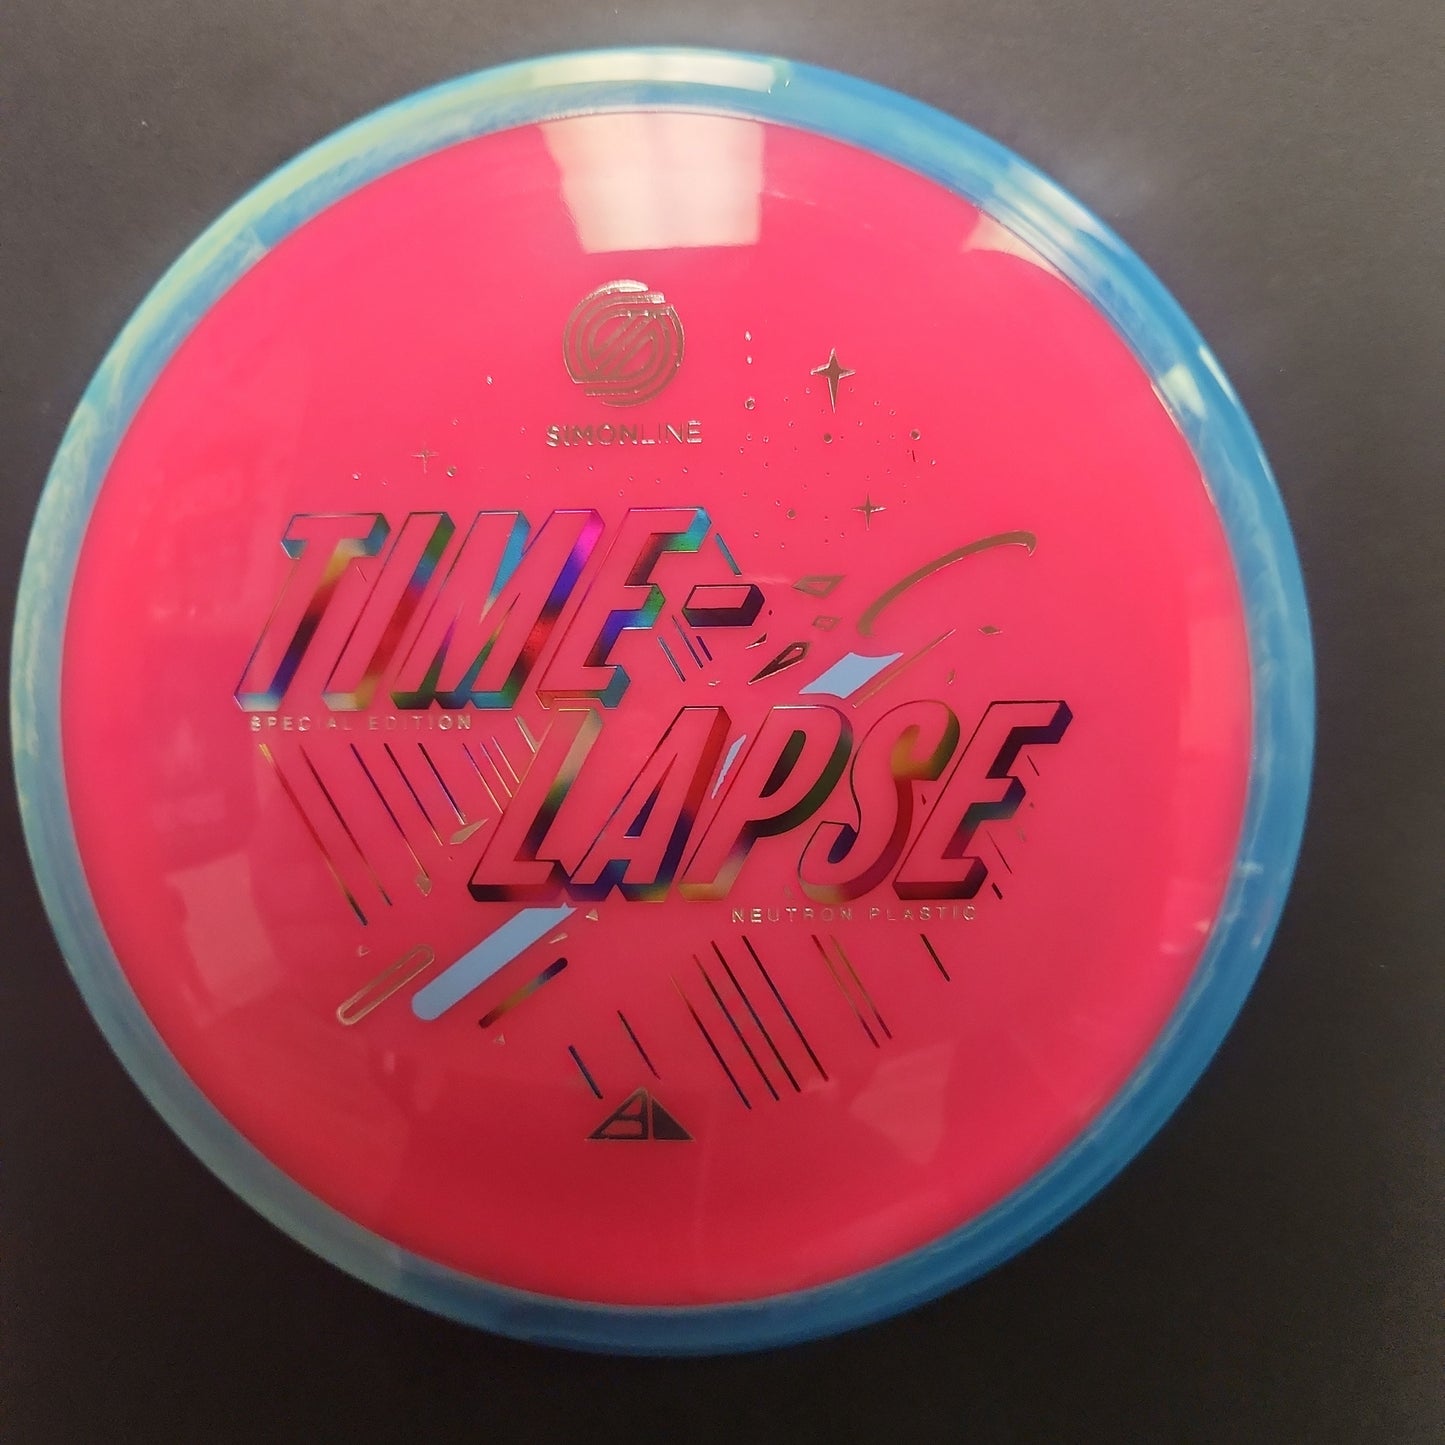 SIMONLINE
TIME-
SPECIAL EDITION
LAPSE
NEUTRON PLASTIC